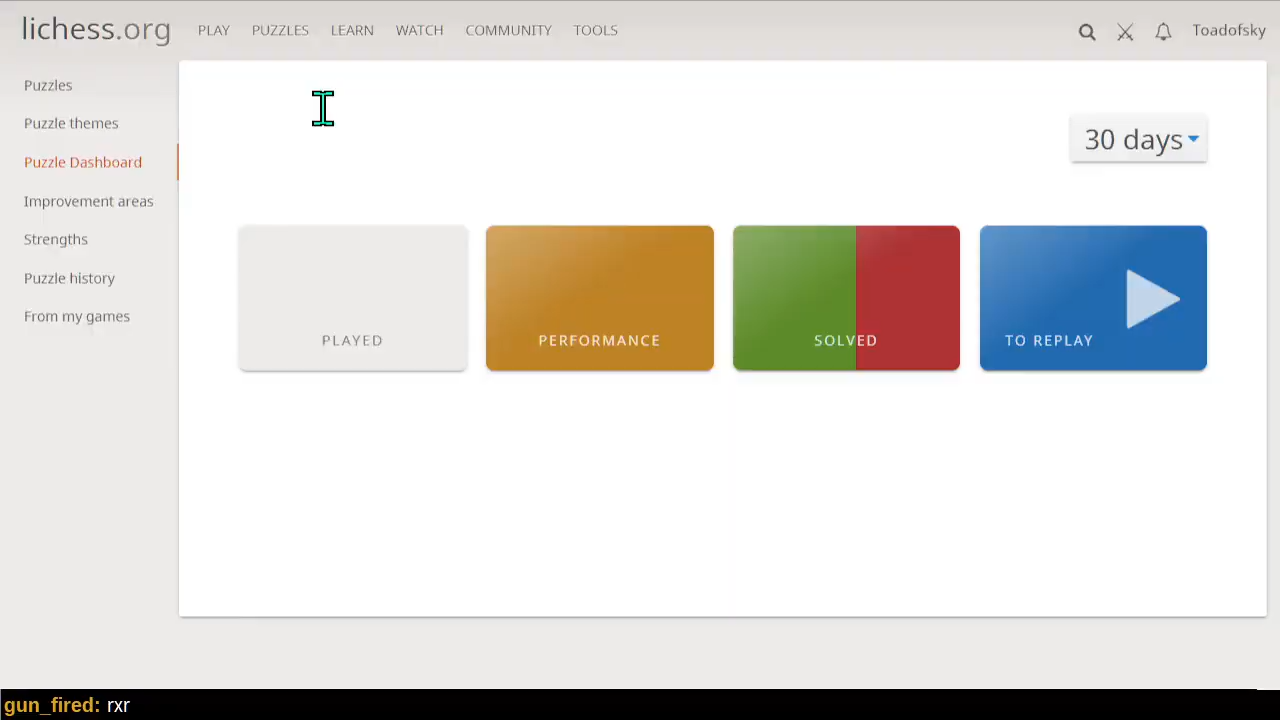 lichess.org PLAY PUZZLES LEARN WATCH COMMUNITY TOOLS Toadofsky
Puzzles
Puzzle themes
Puzzle Dashboard
Improvement areas
Strengths
Puzzle history
From my games
30 days
PLAYED
PERFORMANCE
SOLVED
TO REPLAY
gun_fired: rxr